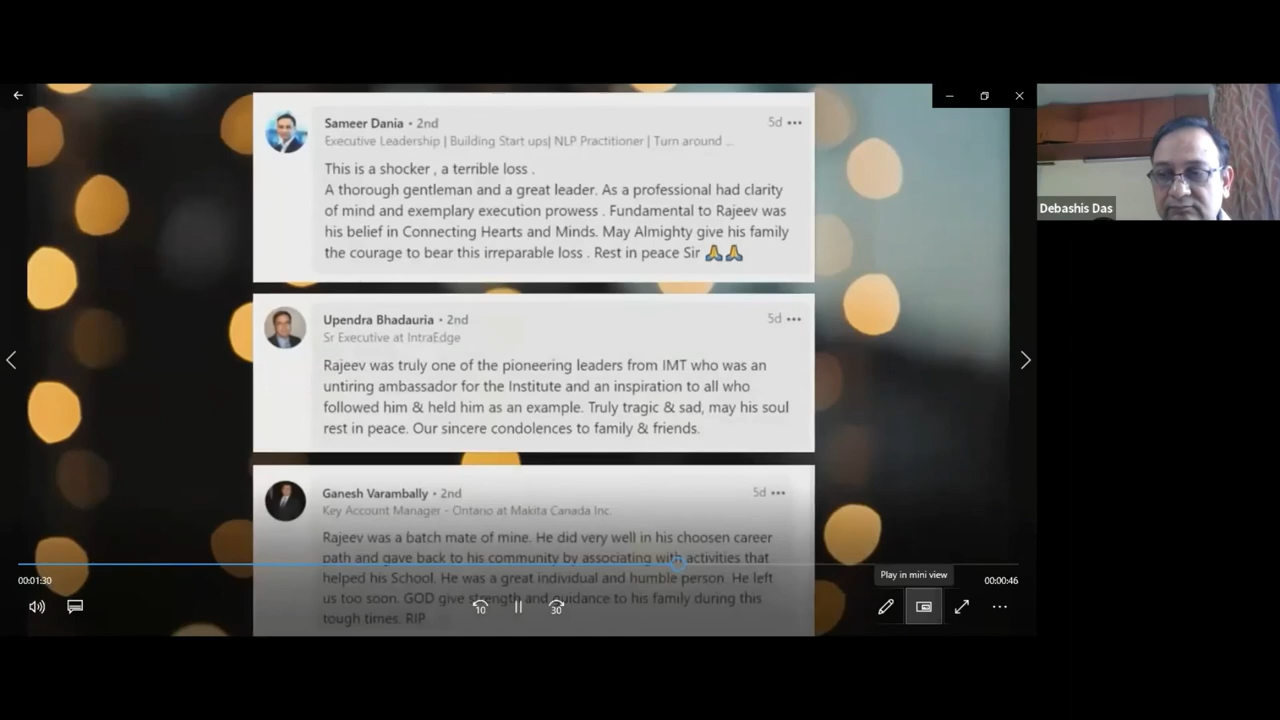 Sameer Dania • 2nd
5d •••
Executive Leadership | Building Start ups| NLP Practitioner | Turn around ...
This is a shocker , a terrible loss .
A thorough gentleman and a great leader. As a professional had clarity
of mind and exemplary execution prowess . Fundamental to Rajeev was
his belief in Connecting Hearts and Minds. May Almighty give his family
the courage to bear this irreparable loss . Rest in peace Sir 🙏🙏
Upendra Bhadauria • 2nd
5d •••
Sr Executive at IntraEdge
Rajeev was truly one of the pioneering leaders from IMT who was an
untiring ambassador for the Institute and an inspiration to all who
followed him & held him as an example. Truly tragic & sad, may his soul
rest in peace. Our sincere condolences to family & friends.
Ganesh Varambally • 2nd
5d •••
Key Account Manager - Ontario at Makita Canada Inc.
Rajeev was a batch mate of mine. He did very well in his choosen career
path and gave back to his community by associating with activities that
helped his School. He was a great individual and humble person. He left
us too soon. GOD give strength and guidance to his family during this
tough times. RIP
00:01:30
10
30
Play in mini view
00:00:46
Debashis Das